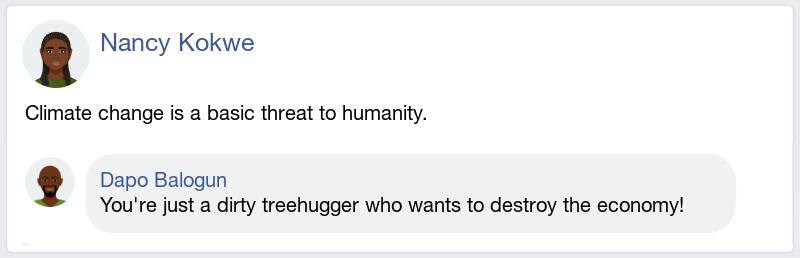 Nancy Kokwe
Climate change is a basic threat to humanity.
Dapo Balogun
You're just a dirty treehugger who wants to destroy the economy!